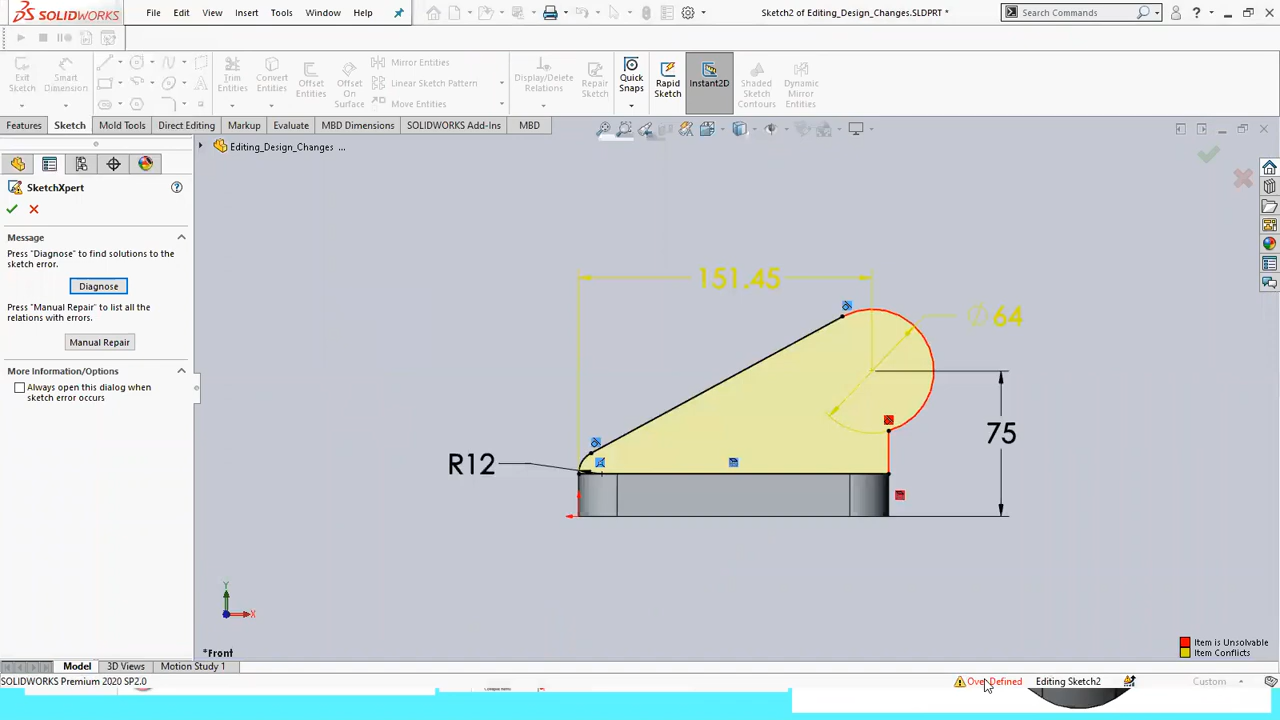 SOLIDWORKS
File Edit View Insert Tools Window Help
Sketch2 of Editing_Design_Changes.SLDPRT *
Search Commands
Exit Sketch
Smart Dimension
Trim Entities
Convert Entities
Offset Entities
Offset On Surface
Mirror Entities
Linear Sketch Pattern
Move Entities
Display/Delete Relations
Repair Sketch
Quick Snaps
Rapid Sketch
Instant2D
Shaded Sketch Contours
Dynamic Mirror Entities
Features Sketch Mold Tools Direct Editing Markup Evaluate MBD Dimensions SOLIDWORKS Add-Ins MBD
Editing_Design_Changes ...
SketchXpert
Message
Press "Diagnose" to find solutions to the
sketch error.
Diagnose
Press "Manual Repair" to list all the
relations with errors.
Manual Repair
More Information/Options
Always open this dialog when
sketch error occurs
151.45
Ø 64
75
R12
Y
X
*Front
Item is Unsolvable
Item Conflicts
Model 3D Views Motion Study 1
SOLIDWORKS Premium 2020 SP2.0
Over Defined Editing Sketch2 Custom